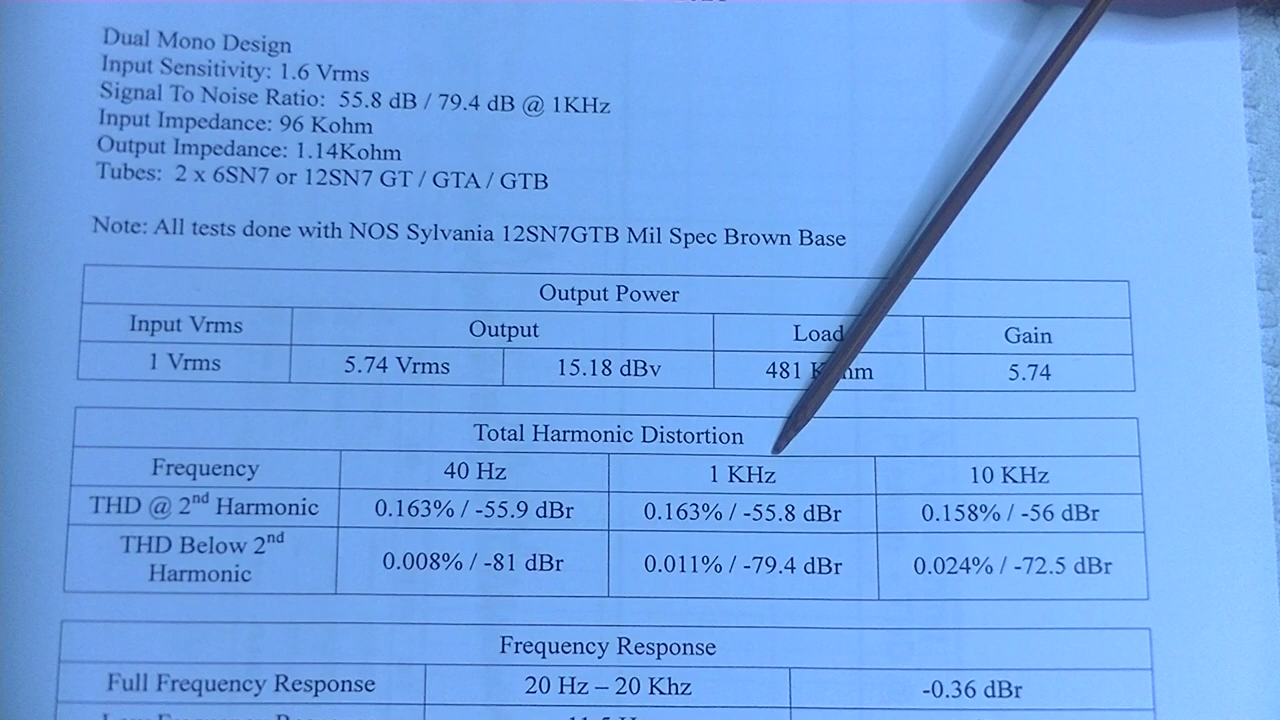 Dual Mono Design
Input Sensitivity: 1.6 Vrms
Signal To Noise Ratio: 55.8 dB / 79.4 dB @ 1KHz
Input Impedance: 96 Kohm
Output Impedance: 1.14Kohm
Tubes: 2 x 6SN7 or 12SN7 GT / GTA / GTB
Note: All tests done with NOS Sylvania 12SN7GTB Mil Spec Brown Base
Output Power
Input Vrms Output Load Gain
1 Vrms 5.74 Vrms 15.18 dBv 481 5.74
Total Harmonic Distortion
Frequency 40 Hz 1 KHz 10 KHz
THD @ 2nd Harmonic 0.163% / -55.9 dBr 0.163% / -55.8 dBr 0.158% / -56 dBr
THD Below 2nd
Harmonic 0.008% / -81 dBr 0.011% / -79.4 dBr 0.024% / -72.5 dBr
Frequency Response
Full Frequency Response 20 Hz – 20 Khz -0.36 dBr